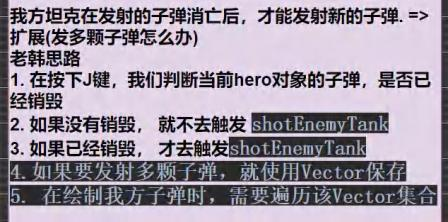 我方坦克在发射的子弹消亡后，才能发射新的子弹. =>
扩展(发多颗子弹怎么办)
老韩思路
1. 在按下J键，我们判断当前hero对象的子弹，是否已
经销毁
2. 如果没有销毁， 就不去触发 shotEnemyTank
3. 如果已经销毁， 才去触发shotEnemyTank
4. 如果要发射多颗子弹，就使用Vector保存
5. 在绘制我方子弹时，需要遍历该Vector集合